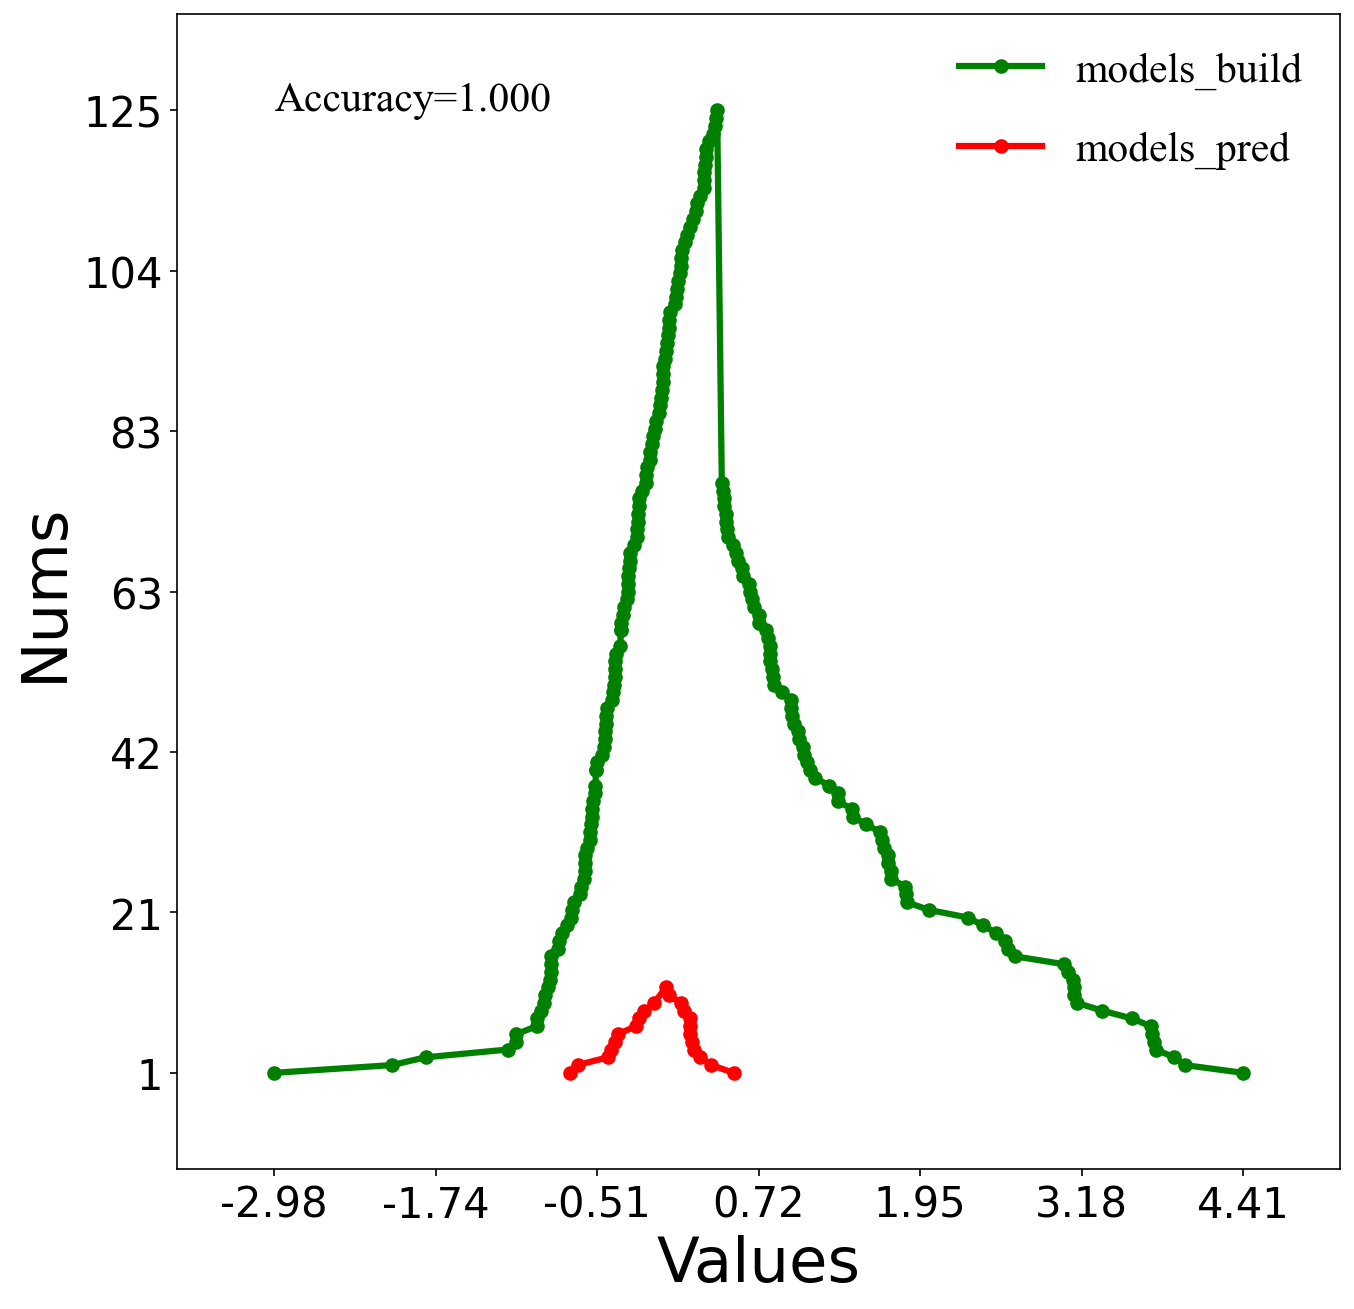 models_build
Accuracy=1.000
models_pred
125
104
83
63
42
21
1
Nums
-2.98 -1.74 -0.51 0.72 1.95 3.18 4.41
Values